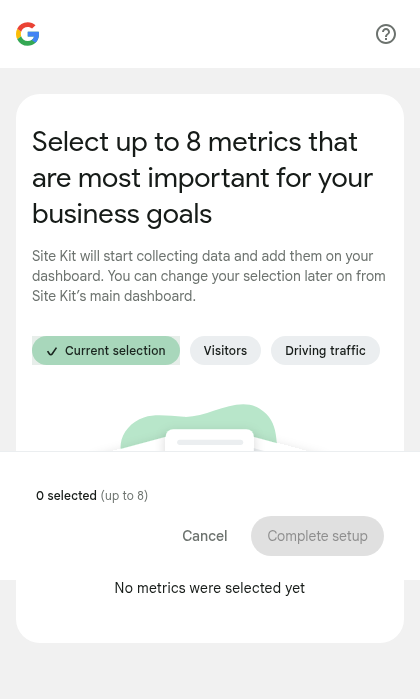 Select up to 8 metrics that
are most important for your
business goals
Site Kit will start collecting data and add them on your
dashboard. You can change your selection later on from
Site Kit’s main dashboard.
Current selection
Visitors
Driving traffic
0 selected (up to 8)
Cancel
Complete setup
No metrics were selected yet